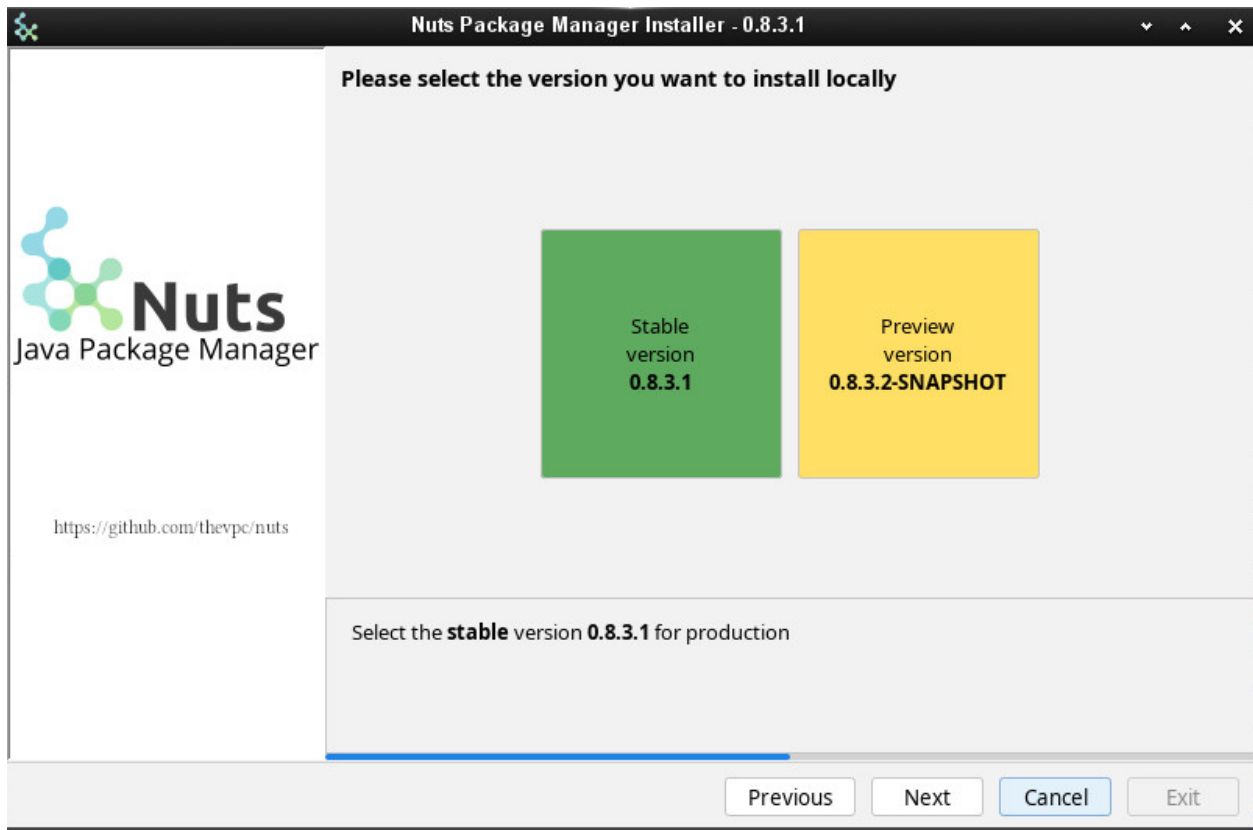 Nuts Package Manager Installer - 0.8.3.1
Please select the version you want to install locally
Nuts
Java Package Manager
https://github.com/thevpc/nuts
Stable
version
0.8.3.1
Preview
version
0.8.3.2-SNAPSHOT
Select the stable version 0.8.3.1 for production
Previous Next Cancel Exit